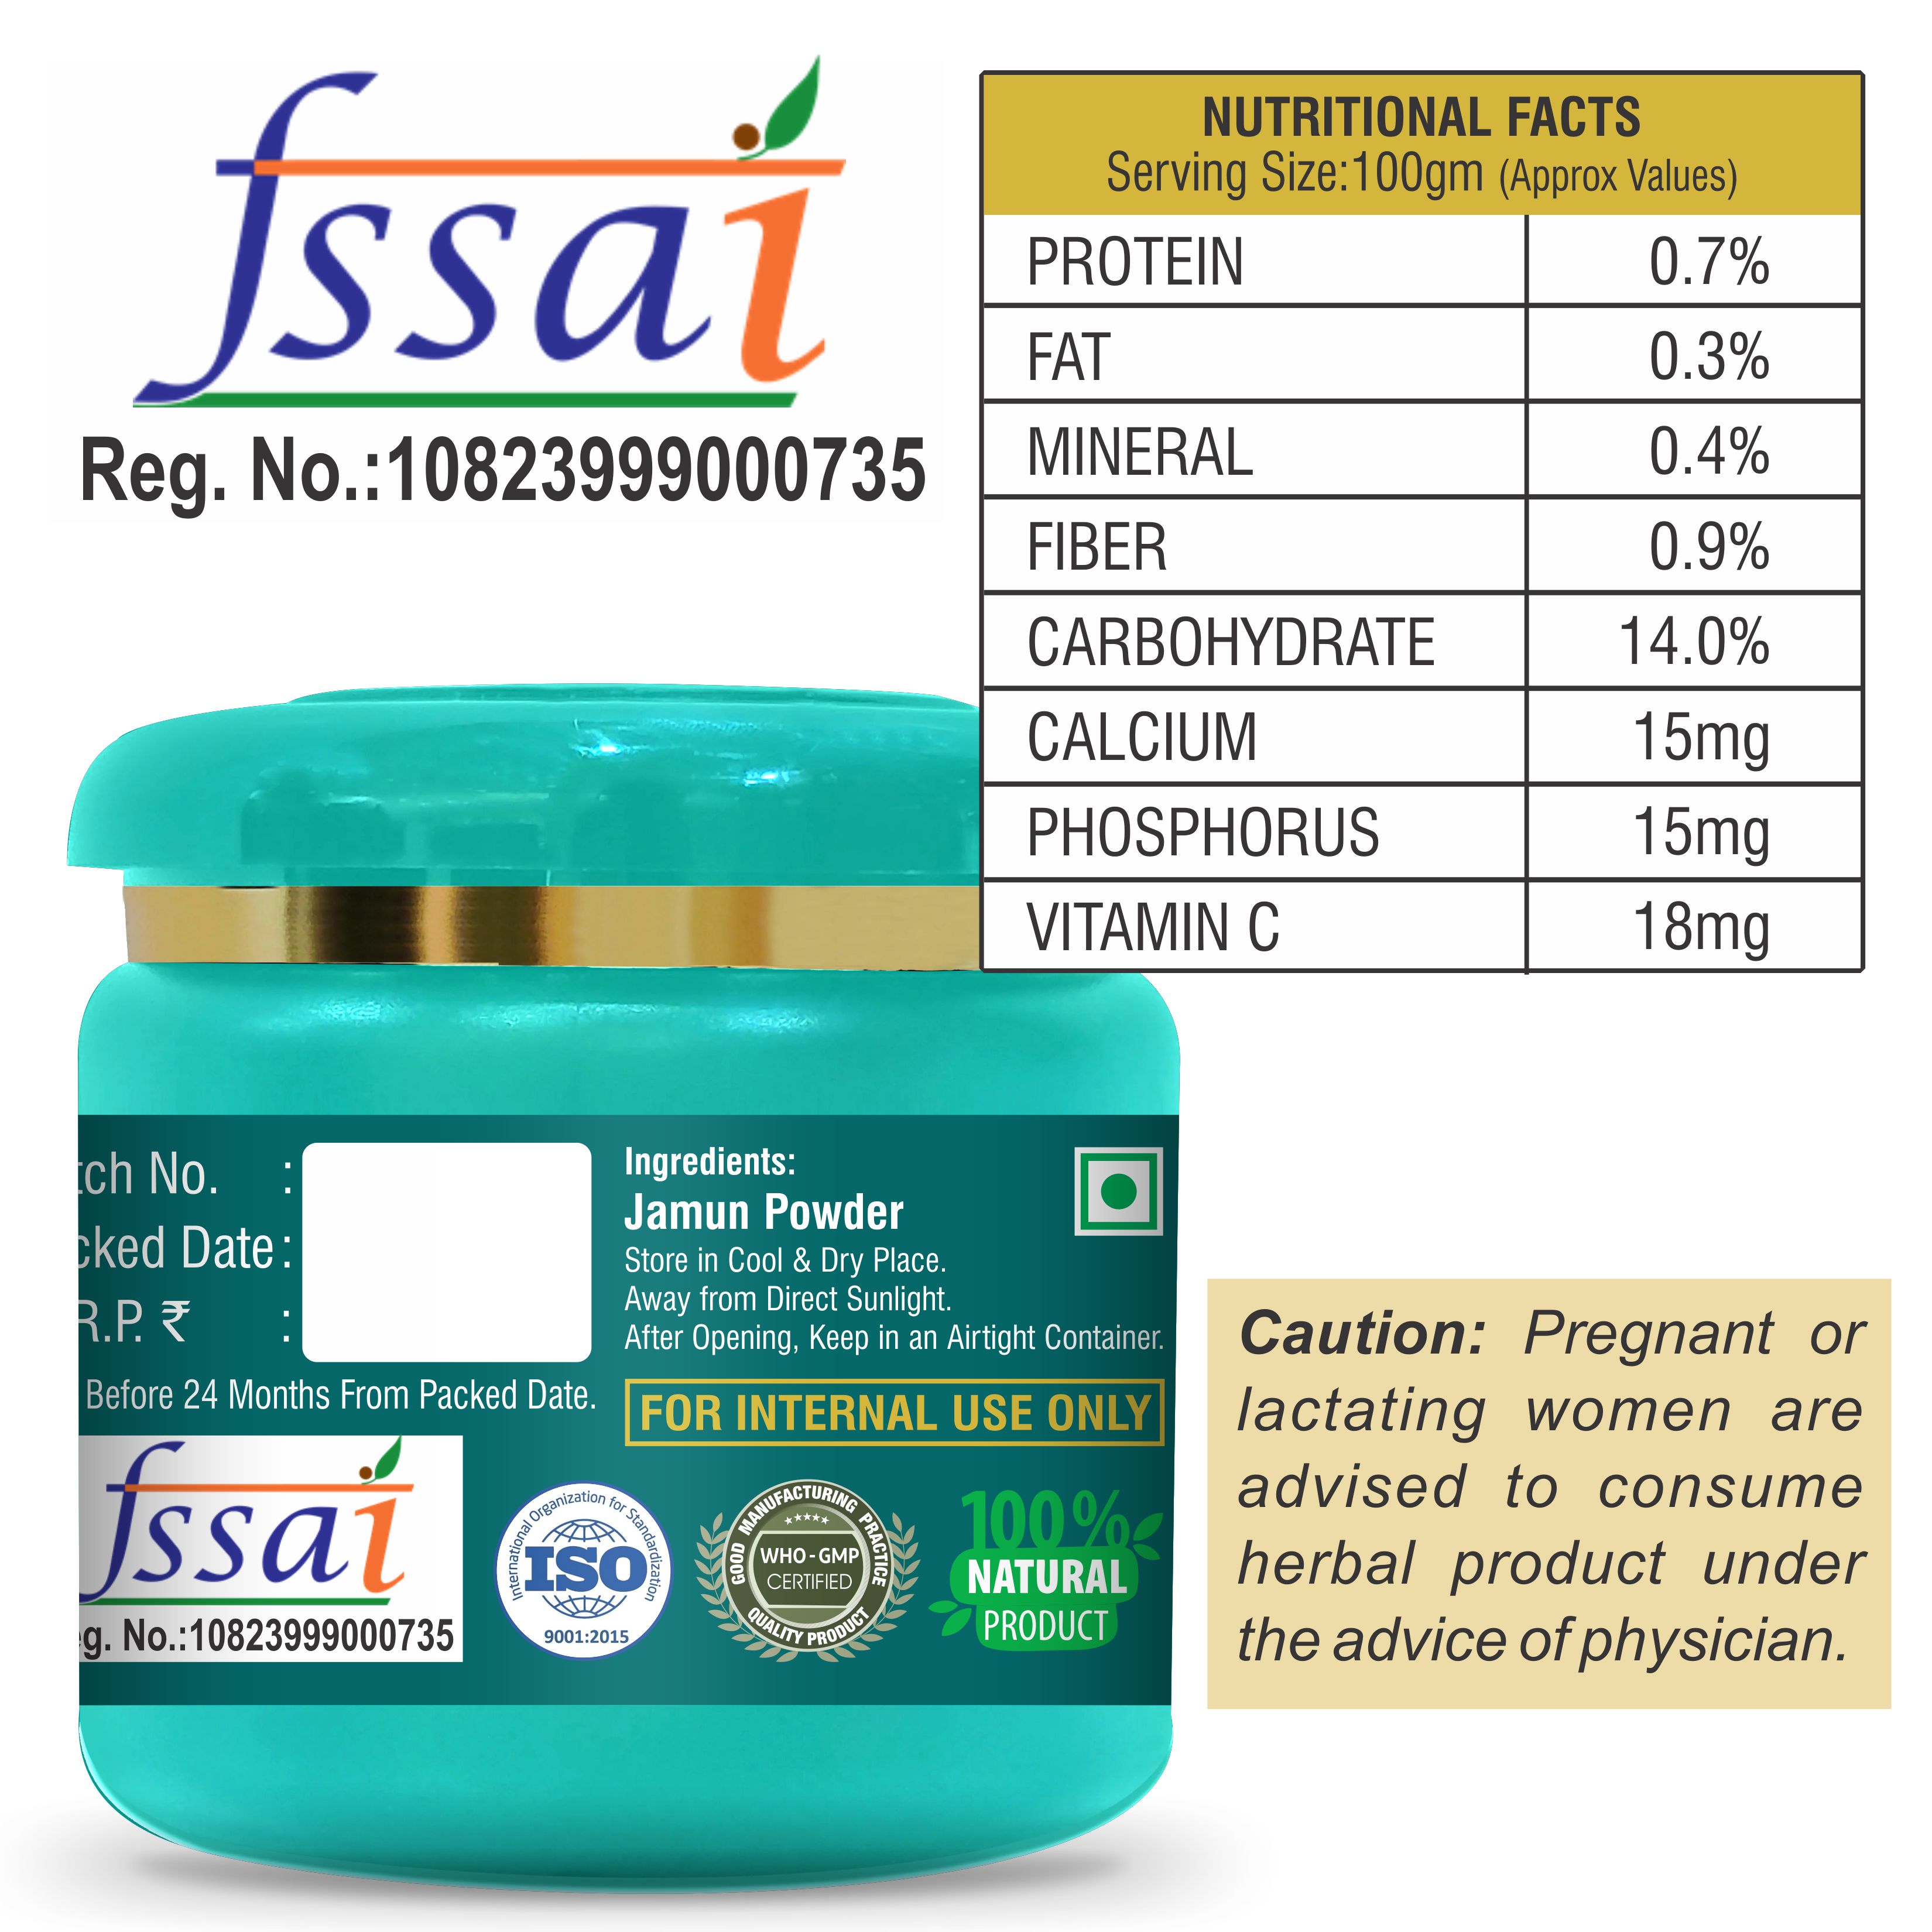 fssai
Reg. No.:10823999000735
NUTRITIONAL FACTS
Serving Size:100gm (Approx Values)
PROTEIN 0.7%
FAT 0.3%
MINERAL 0.4%
FIBER 0.9%
CARBOHYDRATE 14.0%
CALCIUM 15mg
PHOSPHORUS 15mg
VITAMIN C 18mg
tch No. :
cked Date :
R.P. ₹ :
Before 24 Months From Packed Date.
fssai
eg. No.:10823999000735
Ingredients:
Jamun Powder
Store in Cool & Dry Place.
Away from Direct Sunlight.
After Opening, Keep in an Airtight Container.
FOR INTERNAL USE ONLY
International Organization for Standardization
ISO
9001:2015
GOOD MANUFACTURING PRACTICE
WHO - GMP
CERTIFIED
QUALITY PRODUCT
100%
NATURAL
PRODUCT
Caution: Pregnant or
lactating women are
advised to consume
herbal product under
the advice of physician.